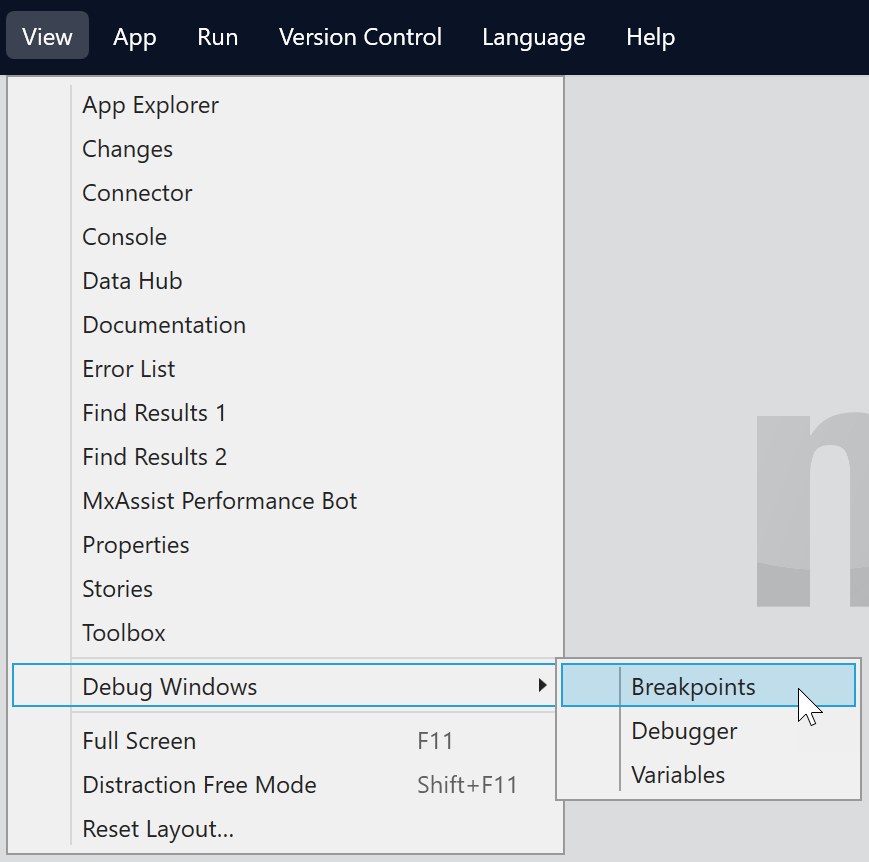 View App Run Version Control Language Help
App Explorer
Changes
Connector
Console
Data Hub
Documentation
Error List
Find Results 1
Find Results 2
MxAssist Performance Bot
Properties
Stories
Toolbox
Debug Windows
Breakpoints
Debugger
Variables
Full Screen F11
Distraction Free Mode Shift+F11
Reset Layout...